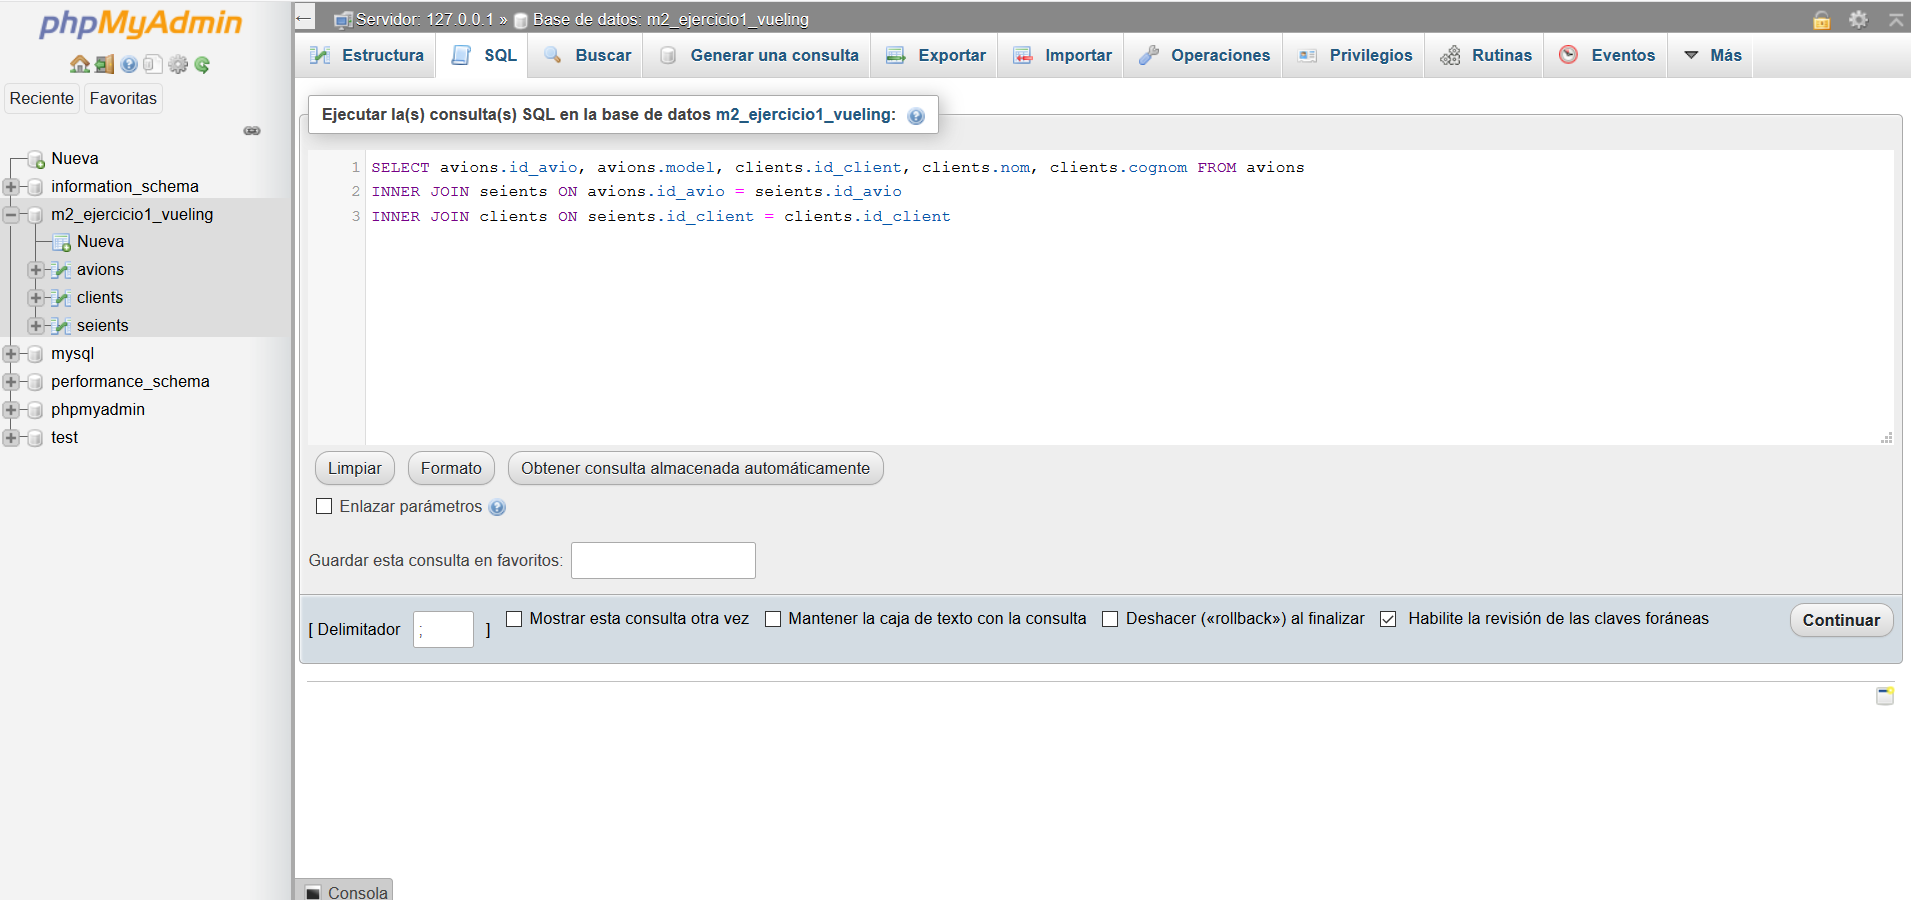 phpMyAdmin
Reciente Favoritas
Nueva
information_schema
m2_ejercicio1_vueling
Nueva
avions
clients
seients
mysql
performance_schema
phpmyadmin
test
Servidor: 127.0.0.1 » Base de datos: m2_ejercicio1_vueling
Estructura SQL Buscar Generar una consulta Exportar Importar Operaciones Privilegios Rutinas Eventos Más
Ejecutar la(s) consulta(s) SQL en la base de datos m2_ejercicio1_vueling:
1 SELECT avions.id_avio, avions.model, clients.id_client, clients.nom, clients.cognom FROM avions
2 INNER JOIN seients ON avions.id_avio = seients.id_avio
3 INNER JOIN clients ON seients.id_client = clients.id_client
Limpiar Formato Obtener consulta almacenada automáticamente
Enlazar parámetros
Guardar esta consulta en favoritos:
[ Delimitador ; ] Mostrar esta consulta otra vez Mantener la caja de texto con la consulta Deshacer («rollback») al finalizar Habilite la revisión de las claves foráneas Continuar
Consola